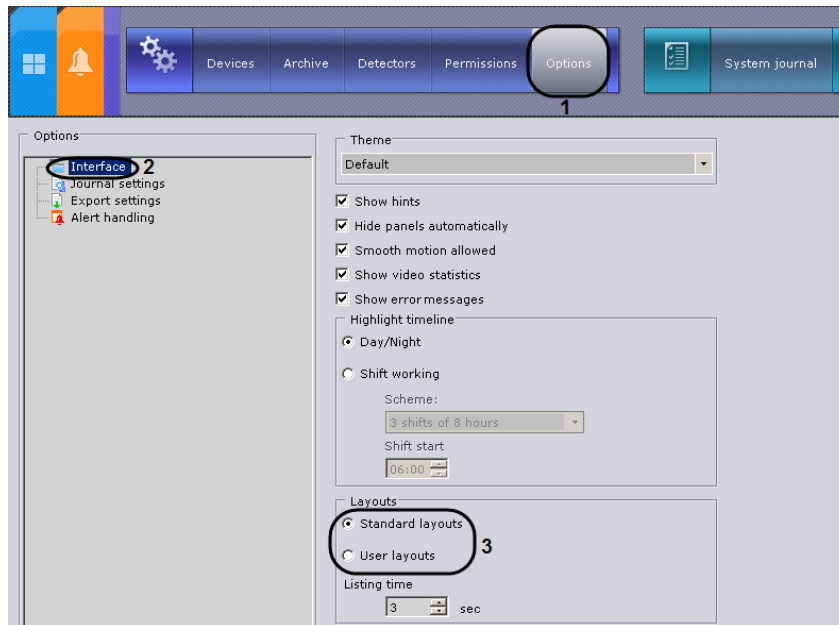 Devices
Archive
Detectors
Permissions
Options
System journal
1
Options
Interface 2
Journal settings
Export settings
Alert handling
Theme
Default
Show hints
Hide panels automatically
Smooth motion allowed
Show video statistics
Show error messages
Highlight timeline
Day/Night
Shift working
Scheme:
3 shifts of 8 hours
Shift start
06:00
Layouts
Standard layouts
3
User layouts
Listing time
3 sec